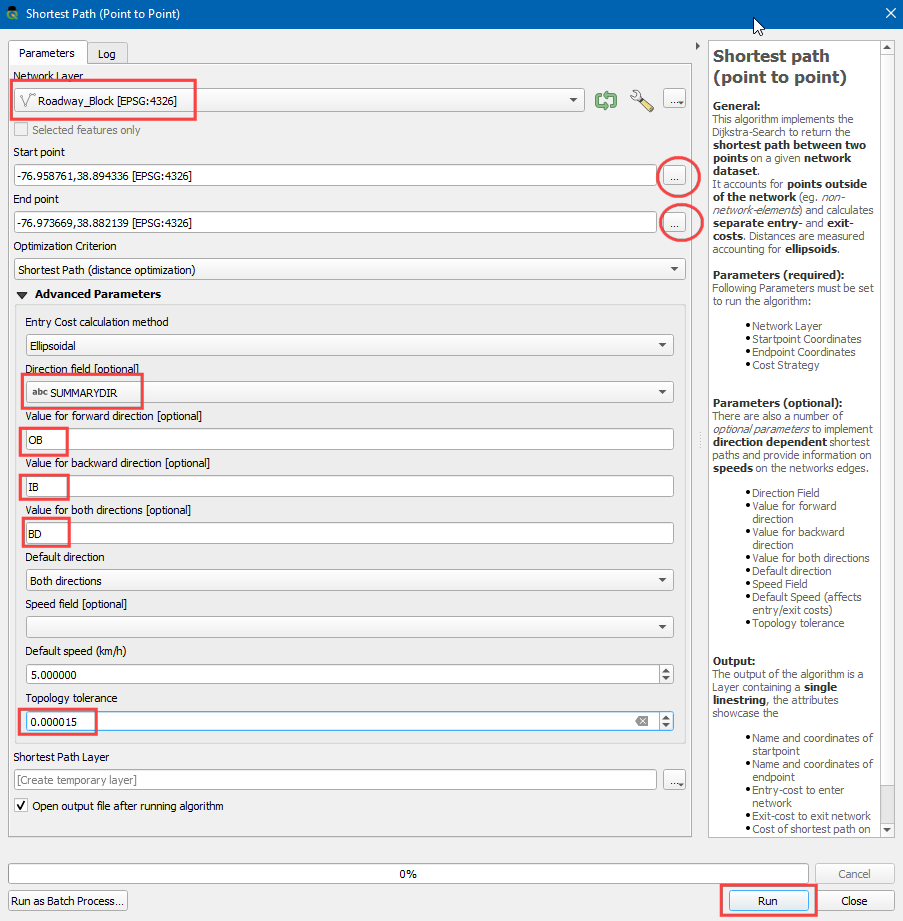 Shortest Path (Point to Point)
Parameters
Log
Network Layer
Roadway_Block [EPSG:4326]
...
Selected features only
Start point
-76.958761,38.894336 [EPSG:4326]
...
End point
-76.973669,38.882139 [EPSG:4326]
...
Optimization Criterion
Shortest Path (distance optimization)
Advanced Parameters
Entry Cost calculation method
Ellipsoidal
Direction field [optional]
abc SUMMARYDIR
Value for forward direction [optional]
OB
Value for backward direction [optional]
IB
Value for both directions [optional]
BD
Default direction
Both directions
Speed field [optional]
Default speed (km/h)
5.000000
Topology tolerance
0.000015
Shortest Path Layer
[Create temporary layer]
...
Open output file after running algorithm
Shortest path
(point to point)
General:
This algorithm implements the
Dijkstra-Search to return the
shortest path between two
points on a given network
dataset.
It accounts for points outside
of the network (eg. non-
network-elements) and calculates
separate entry- and exit-
costs. Distances are measured
accounting for ellipsoids.
Parameters (required):
Following Parameters must be set
to run the algorithm:
Network Layer
Startpoint Coordinates
Endpoint Coordinates
Cost Strategy
Parameters (optional):
There are also a number of
optional parameters to implement
direction dependent shortest
paths and provide information on
speeds on the networks edges.
Direction Field
Value for forward
direction
Value for backward
direction
Value for both directions
Default direction
Speed Field
Default Speed (affects
entry/exit costs)
Topology tolerance
Output:
The output of the algorithm is a
Layer containing a single
linestring, the attributes
showcase the
Name and coordinates of
startpoint
Name and coordinates of
endpoint
Entry-cost to enter
network
Exit-cost to exit network
Cost of shortest path on
0%
Cancel
Run as Batch Process...
Run
Close